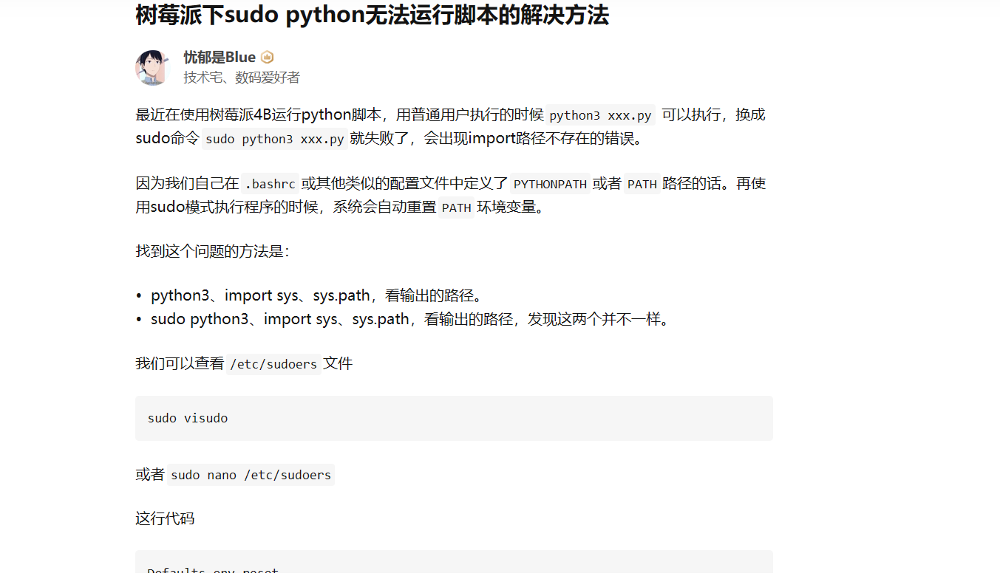 树莓派下sudo python无法运行脚本的解决方法
忧郁是Blue
技术宅、数码爱好者
最近在使用树莓派4B运行python脚本，用普通用户执行的时候 python3 xxx.py 可以执行，换成
sudo命令 sudo python3 xxx.py 就失败了，会出现import路径不存在的错误。
因为我们自己在 .bashrc 或其他类似的配置文件中定义了 PYTHONPATH 或者 PATH 路径的话。再使
用sudo模式执行程序的时候，系统会自动重置 PATH 环境变量。
找到这个问题的方法是：
• python3、import sys、sys.path，看输出的路径。
• sudo python3、import sys、sys.path，看输出的路径，发现这两个并不一样。
我们可以查看 /etc/sudoers 文件
sudo visudo
或者 sudo nano /etc/sudoers
这行代码
Defaults env_reset